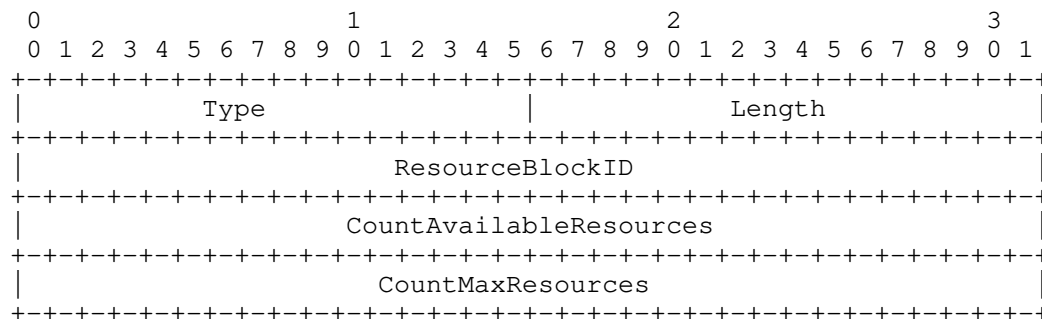 0                   1                   2                   3
 0 1 2 3 4 5 6 7 8 9 0 1 2 3 4 5 6 7 8 9 0 1 2 3 4 5 6 7 8 9 0 1
+-+-+-+-+-+-+-+-+-+-+-+-+-+-+-+-+-+-+-+-+-+-+-+-+-+-+-+-+-+-+-+-+
|           Type                |            Length             |
+-+-+-+-+-+-+-+-+-+-+-+-+-+-+-+-+-+-+-+-+-+-+-+-+-+-+-+-+-+-+-+-+
|                       ResourceBlockID                         |
+-+-+-+-+-+-+-+-+-+-+-+-+-+-+-+-+-+-+-+-+-+-+-+-+-+-+-+-+-+-+-+-+
|                    CountAvailableResources                    |
+-+-+-+-+-+-+-+-+-+-+-+-+-+-+-+-+-+-+-+-+-+-+-+-+-+-+-+-+-+-+-+-+
|                      CountMaxResources                        |
+-+-+-+-+-+-+-+-+-+-+-+-+-+-+-+-+-+-+-+-+-+-+-+-+-+-+-+-+-+-+-+-+